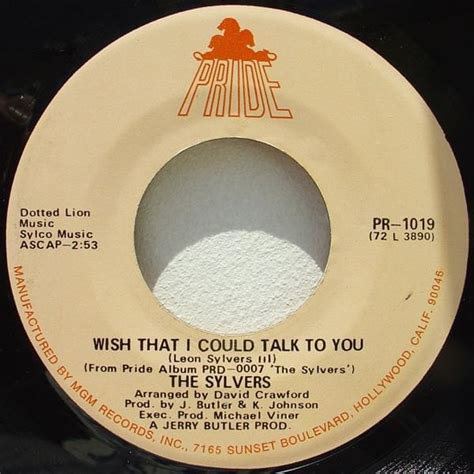 PRIDE
Dotted Lion
Music
Sylco Music
ASCAP-2:53
PR-1019
(72 L 3890)
WISH THAT I COULD TALK TO YOU
(Leon Sylvers III)
(From Pride Album PRD-0007 'The Sylvers')
THE SYLVERS
Arranged by David Crawford
Prod. by J. Butler & K. Johnson
Exec. Prod. Michael Viner
A JERRY BUTLER PROD.
MANUFACTURED BY MGM RECORDS, INC., 7165 SUNSET BOULEVARD, HOLLYWOOD, CALIF. 90046